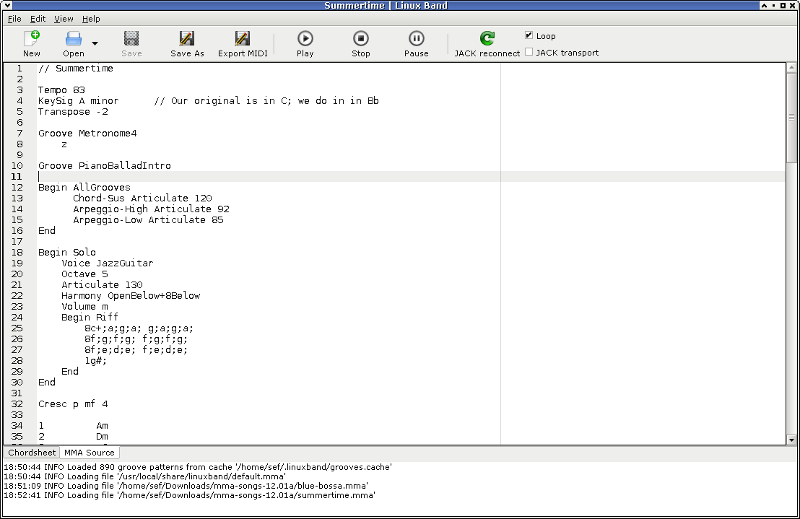 Summertime | Linux Band
File Edit View Help
New Open Save Save As Export MIDI Play Stop Pause JACK reconnect Loop
JACK transport
1 // Summertime
2
3 Tempo 83
4 KeySig A minor // Our original is in C; we do in in Bb
5 Transpose -2
6
7 Groove Metronome4
8 z
9
10 Groove PianoBalladIntro
11
12 Begin AllGrooves
13 Chord-Sus Articulate 120
14 Arpeggio-High Articulate 92
15 Arpeggio-Low Articulate 85
16 End
17
18 Begin Solo
19 Voice JazzGuitar
20 Octave 5
21 Articulate 130
22 Harmony OpenBelow+8Below
23 Volume m
24 Begin Riff
25 8c+;a;g;a; g;a;g;a;
26 8f;g;f;g; f;g;f;g;
27 8f;e;d;e; f;e;d;e;
28 1g#;
29 End
30 End
31
32 Cresc p mf 4
33
34 1 Am
35 2 Dm
Chordsheet MMA Source
18:50:44 INFO Loaded 890 groove patterns from cache '/home/sef/.linuxband/grooves.cache'
18:50:44 INFO Loading file '/usr/local/share/linuxband/default.mma'
18:51:09 INFO Loading file '/home/sef/Downloads/mma-songs-12.01a/blue-bossa.mma'
18:52:41 INFO Loading file '/home/sef/Downloads/mma-songs-12.01a/summertime.mma'